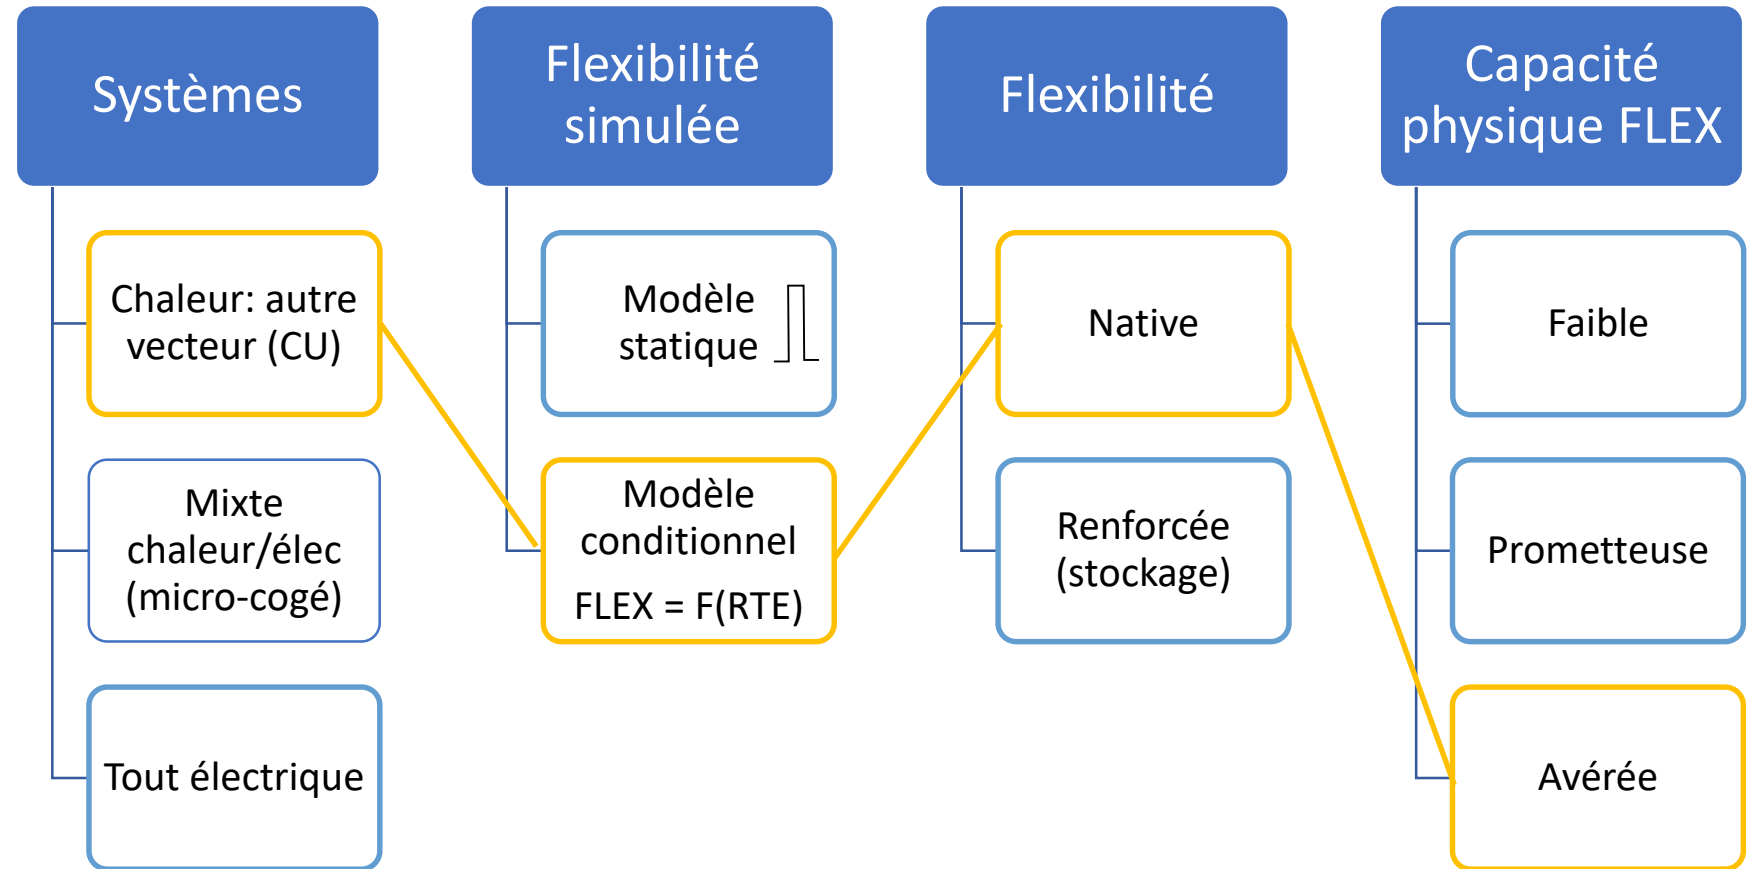 Systèmes
Chaleur: autre
vecteur (CU)
Mixte
chaleur/élec
(micro-cogé)
Tout électrique
Flexibilité
simulée
Modèle
statique
Modèle
conditionnel
FLEX = F(RTE)
Flexibilité
Native
Renforcée
(stockage)
Capacité
physique FLEX
Faible
Prometteuse
Avérée